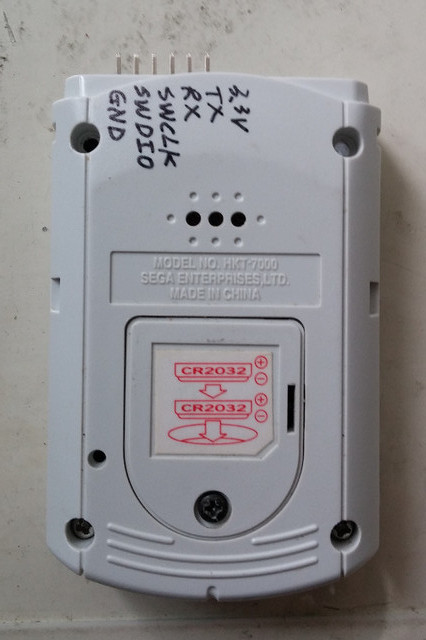 3.3V
TX
RX
SWCLK
SWDIO
GND
MODEL NO. HKT-7000
SEGA ENTERPRISES,LTD.
MADE IN CHINA
CR2032
CR2032